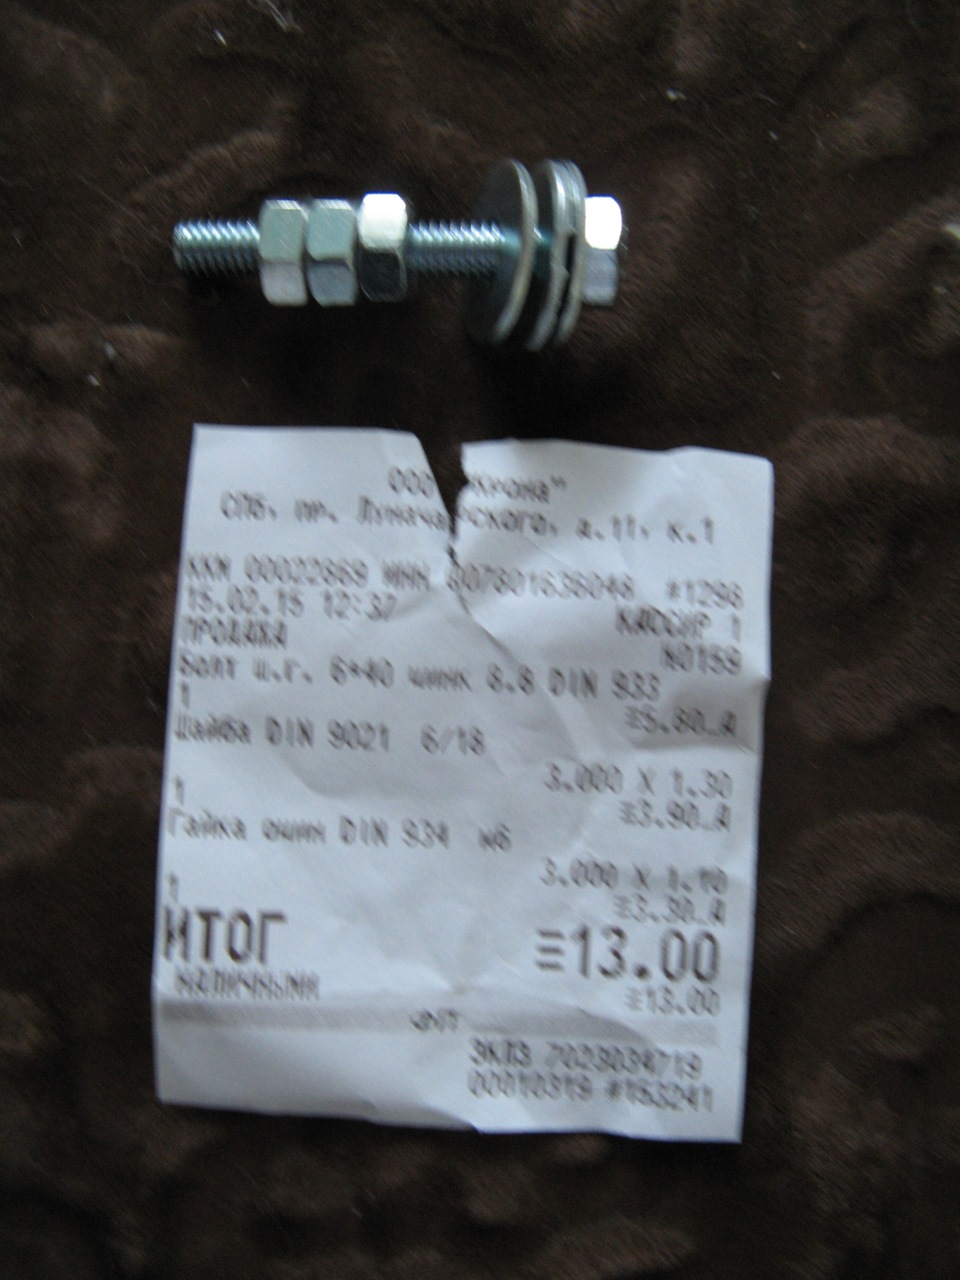 ООО "Крона"
СПб, пр. Луначарского, д.11, к.1
ККМ 00022869 ИНН 007801636048 #1298
15.02.15 12:37 КАССИР 1
ПРОДАЖА N0159
Болт ш.г. 6*40 цинк 8.8 DIN 933
1 ≡5.80_А
Шайба DIN 9021 6/18
3.000 X 1.30
1 ≡3.90_А
Гайка оцин DIN 934 м6
3.000 X 1.10
1 ≡3.30_А
ИТОГ ≡13.00
НАЛИЧНЫМИ ≡13.00
ФП
ЭКЛЗ 7023034719
00010319 #153241